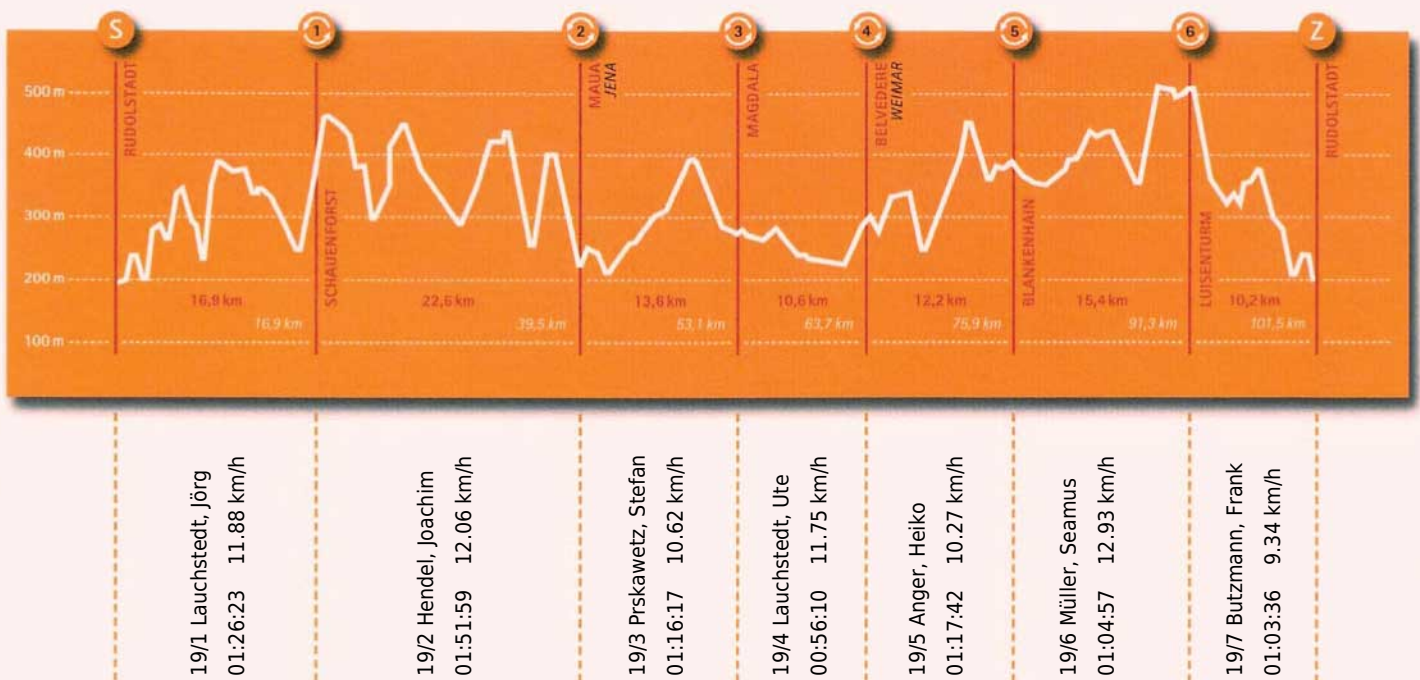 S
1
2
3
4
5
6
Z
500 m
400 m
300 m
200 m
100 m
RUDOLSTADT
SCHAUENFORST
MAUA
JENA
MAGDALA
BELVEDERE
WEIMAR
BLANKENHAIN
LUISENTURM
RUDOLSTADT
16,9 km
22,6 km
13,6 km
10,6 km
12,2 km
15,4 km
10,2 km
16,9 km
39,5 km
53,1 km
63,7 km
75,9 km
91,3 km
101,5 km
19/1 Lauchstedt, Jörg
01:26:23 11.88 km/h
19/2 Hendel, Joachim
01:51:59 12.06 km/h
19/3 Prskawetz, Stefan
01:16:17 10.62 km/h
19/4 Lauchstedt, Ute
00:56:10 11.75 km/h
19/5 Anger, Heiko
01:17:42 10.27 km/h
19/6 Müller, Seamus
01:04:57 12.93 km/h
19/7 Butzmann, Frank
01:03:36 9.34 km/h